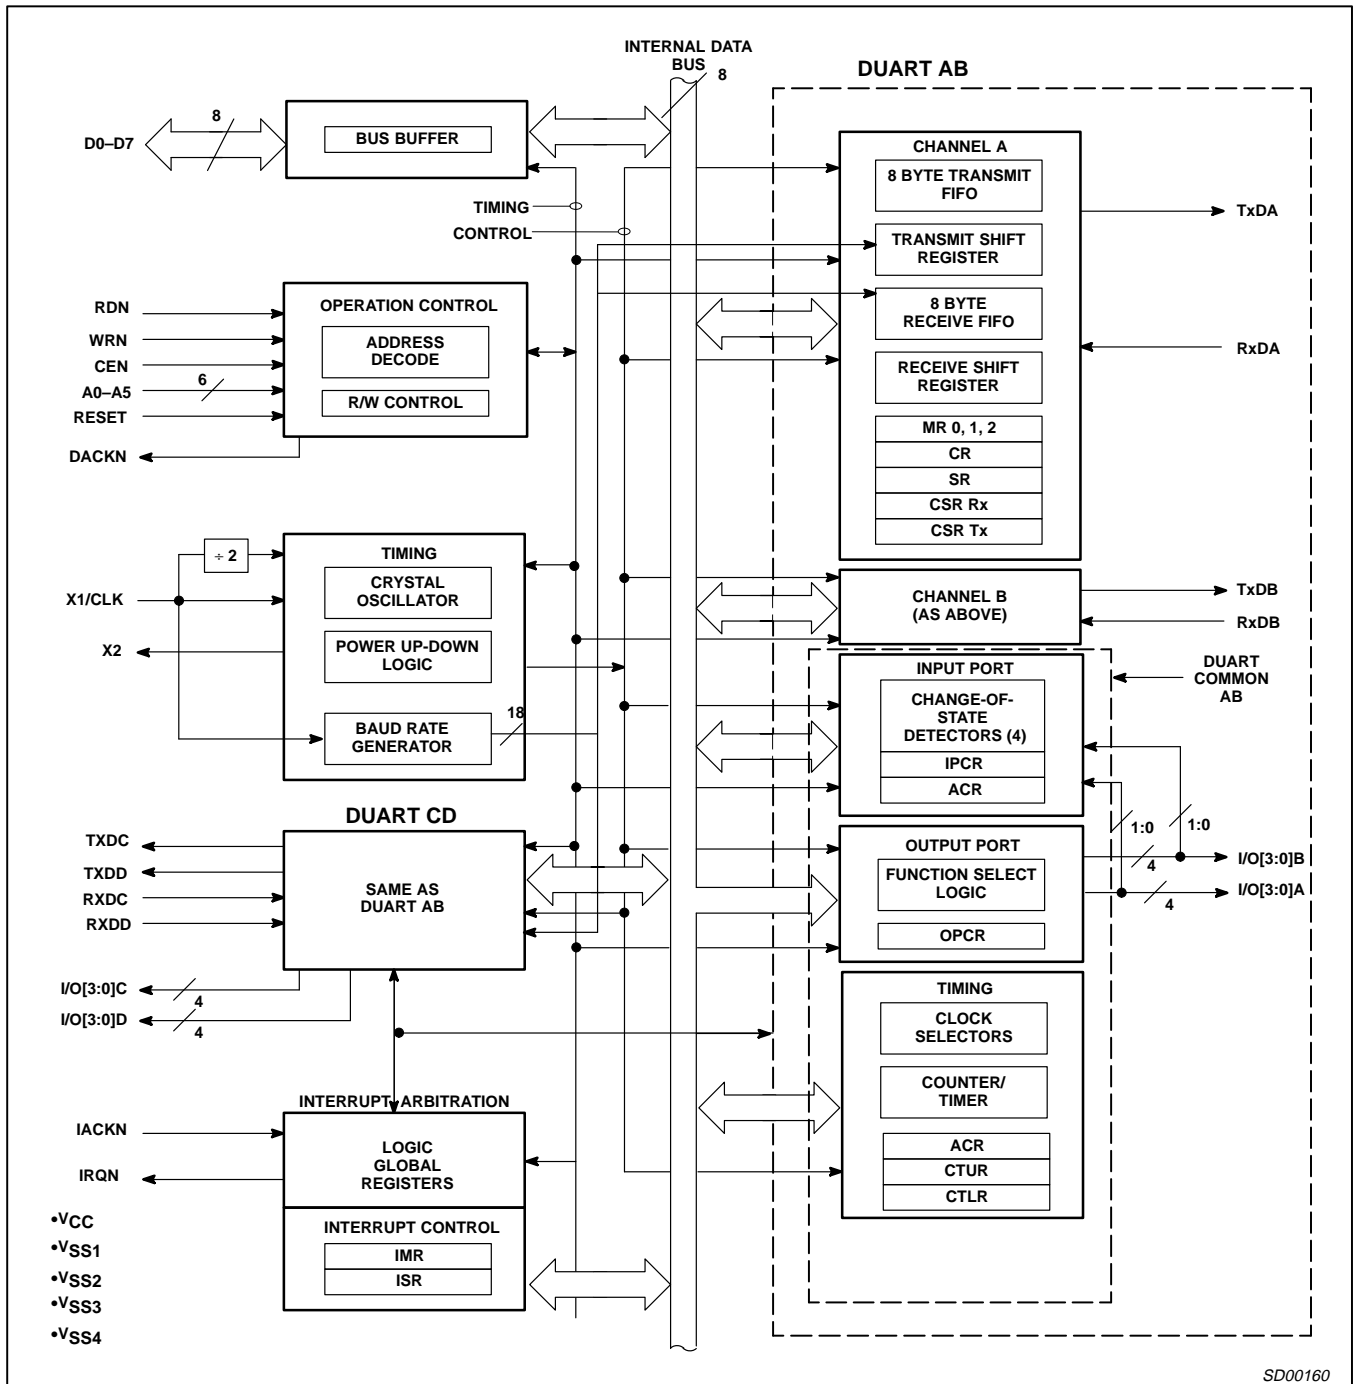 INTERNAL DATA
BUS
8
DUART AB
D0–D7
8
BUS BUFFER
TIMING
CONTROL
CHANNEL A
8 BYTE TRANSMIT
FIFO
TRANSMIT SHIFT
REGISTER
8 BYTE
RECEIVE FIFO
RECEIVE SHIFT
REGISTER
MR 0, 1, 2
CR
SR
CSR Rx
CSR Tx
TxDA
RxDA
RDN
WRN
CEN
A0–A5
6
RESET
DACKN
OPERATION CONTROL
ADDRESS
DECODE
R/W CONTROL
÷ 2
X1/CLK
X2
TIMING
CRYSTAL
OSCILLATOR
POWER UP-DOWN
LOGIC
BAUD RATE
GENERATOR
18
CHANNEL B
(AS ABOVE)
TxDB
RxDB
DUART
COMMON
AB
INPUT PORT
CHANGE-OF-
STATE
DETECTORS (4)
IPCR
ACR
1:0
1:0
DUART CD
TXDC
TXDD
RXDC
RXDD
SAME AS
DUART AB
I/O[3:0]C
4
I/O[3:0]D
4
OUTPUT PORT
FUNCTION SELECT
LOGIC
OPCR
4
I/O[3:0]B
4
I/O[3:0]A
TIMING
CLOCK
SELECTORS
COUNTER/
TIMER
ACR
CTUR
CTLR
INTERRUPT ARBITRATION
IACKN
IRQN
LOGIC
GLOBAL
REGISTERS
INTERRUPT CONTROL
IMR
ISR
•VCC
•VSS1
•VSS2
•VSS3
•VSS4
SD00160